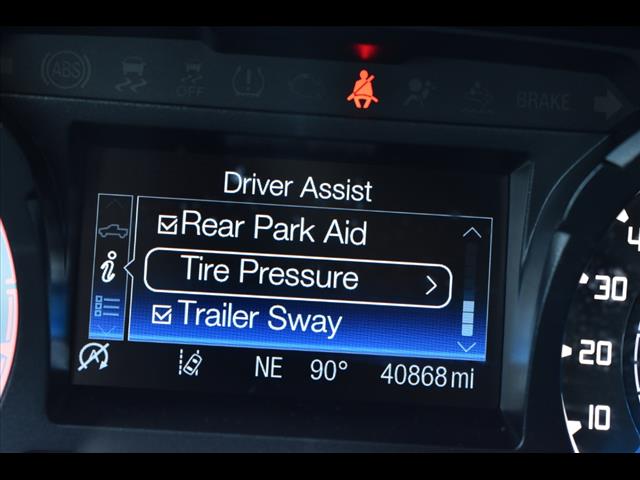 ABS
OFF
BRAKE
Driver Assist
Rear Park Aid
Tire Pressure
Trailer Sway
NE 90° 40868 mi
4
30
20
10